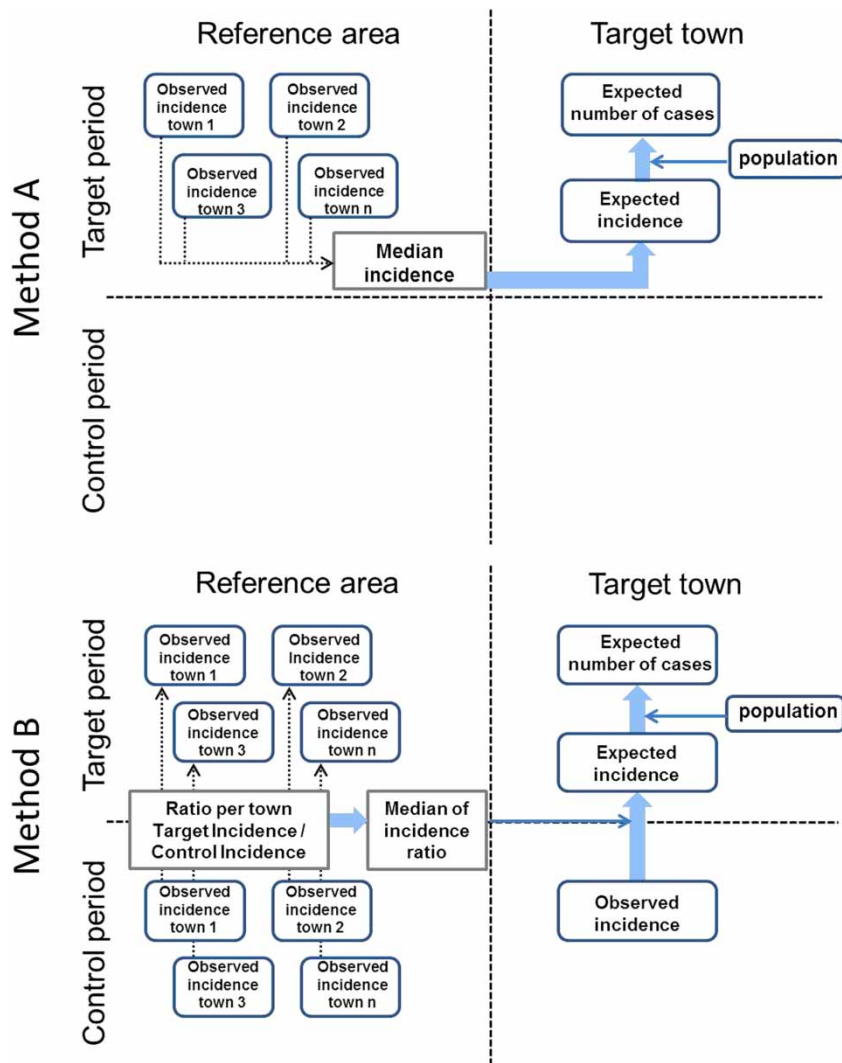 Method A
Reference area
Target town
Target period
Observed
incidence
town 1
Observed
incidence
town 2
Observed
incidence
town 3
Observed
incidence
town n
Median
incidence
Expected
number of cases
population
Expected
incidence
Control period
Method B
Reference area
Target town
Target period
Observed
incidence
town 1
Observed
Incidence
town 2
Observed
incidence
town 3
Observed
incidence
town n
Expected
number of cases
population
Expected
incidence
Ratio per town
Target Incidence /
Control Incidence
Median of
incidence
ratio
Control period
Observed
incidence
town 1
Observed
incidence
town 2
Observed
incidence
town 3
Observed
incidence
town n
Observed
incidence